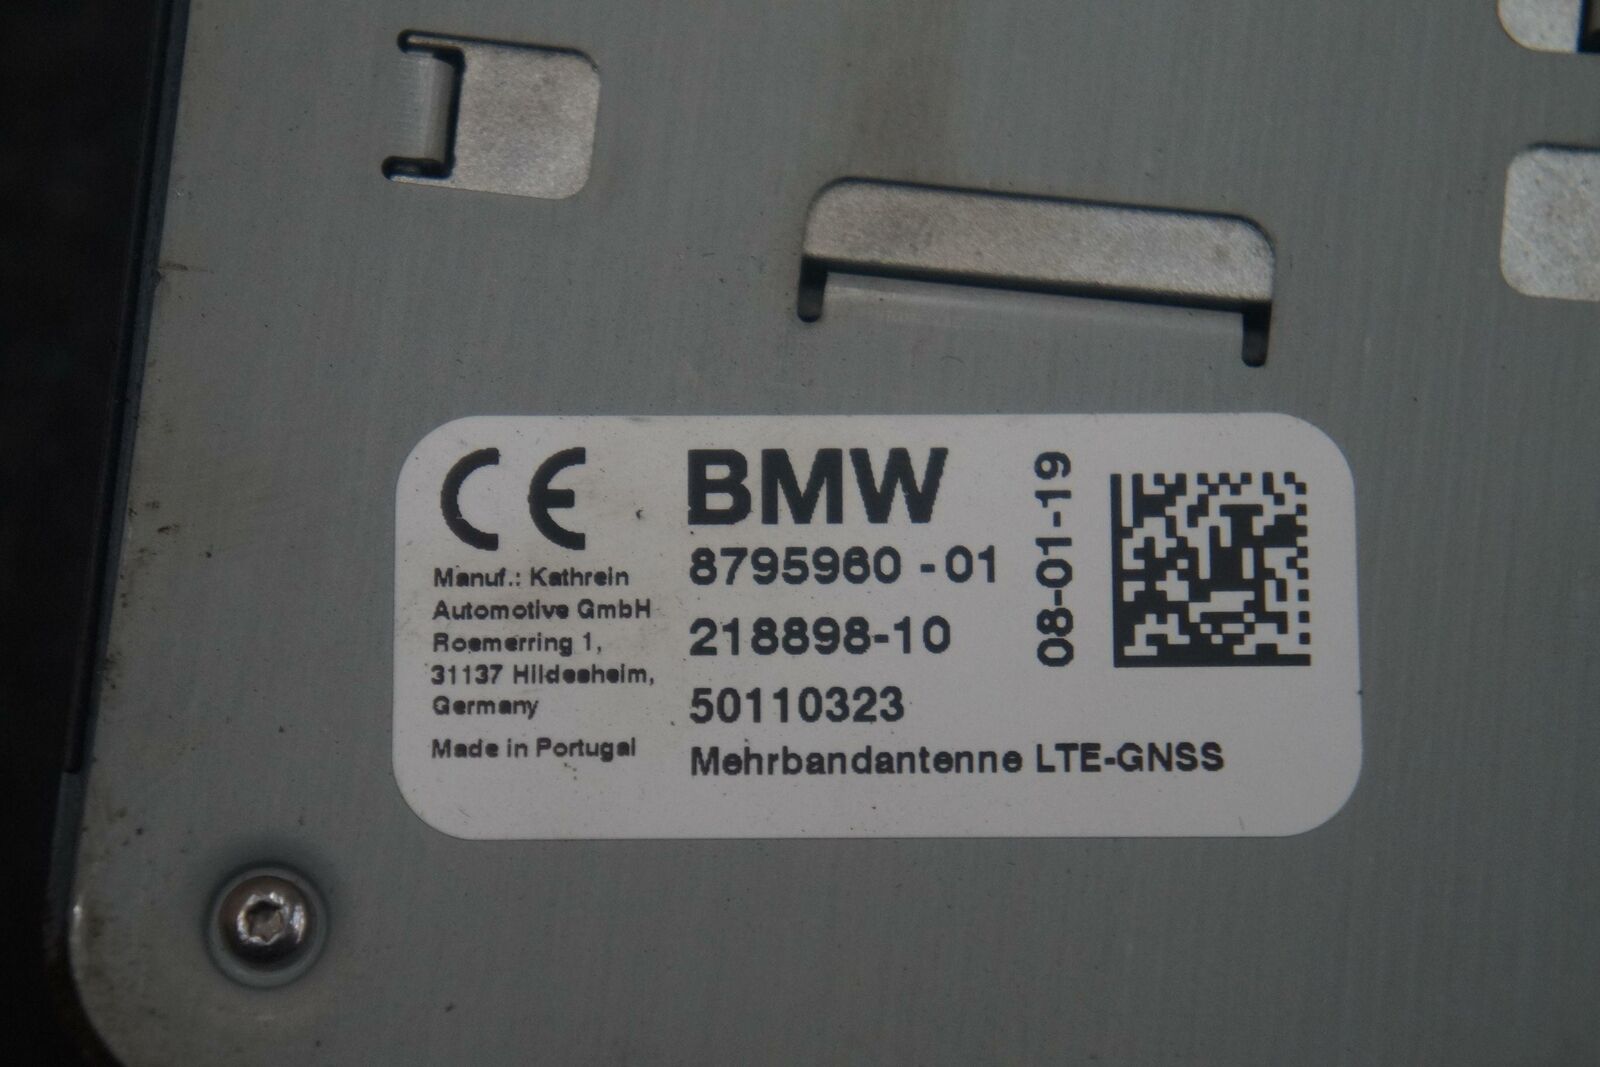 CE
Manuf.: Kathrein
Automotive GmbH
Roemerring 1,
31137 Hildesheim,
Germany
Made in Portugal
BMW
8795960-01
218898-10
50110323
Mehrbandantenne LTE-GNSS
08-01-19